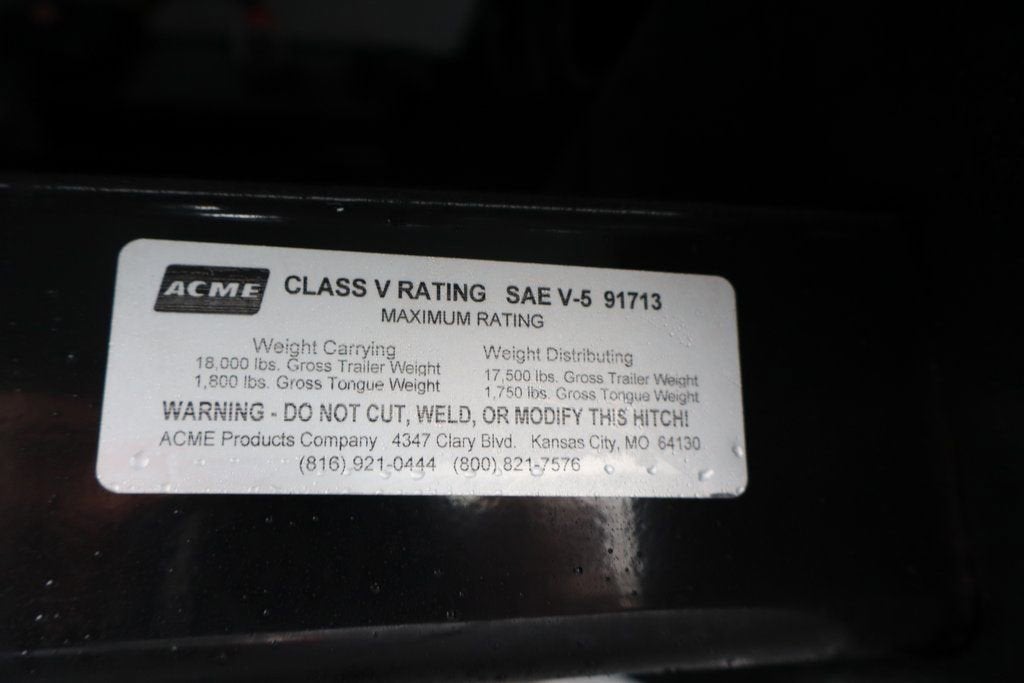 ACME CLASS V RATING SAE V-5 91713
MAXIMUM RATING
Weight Carrying Weight Distributing
18,000 lbs. Gross Trailer Weight 17,500 lbs. Gross Trailer Weight
1,800 lbs. Gross Tongue Weight 1,750 lbs. Gross Tongue Weight
WARNING - DO NOT CUT, WELD, OR MODIFY THIS HITCH!
ACME Products Company 4347 Clary Blvd. Kansas City, MO 64130
(816) 921-0444 (800) 821-7576